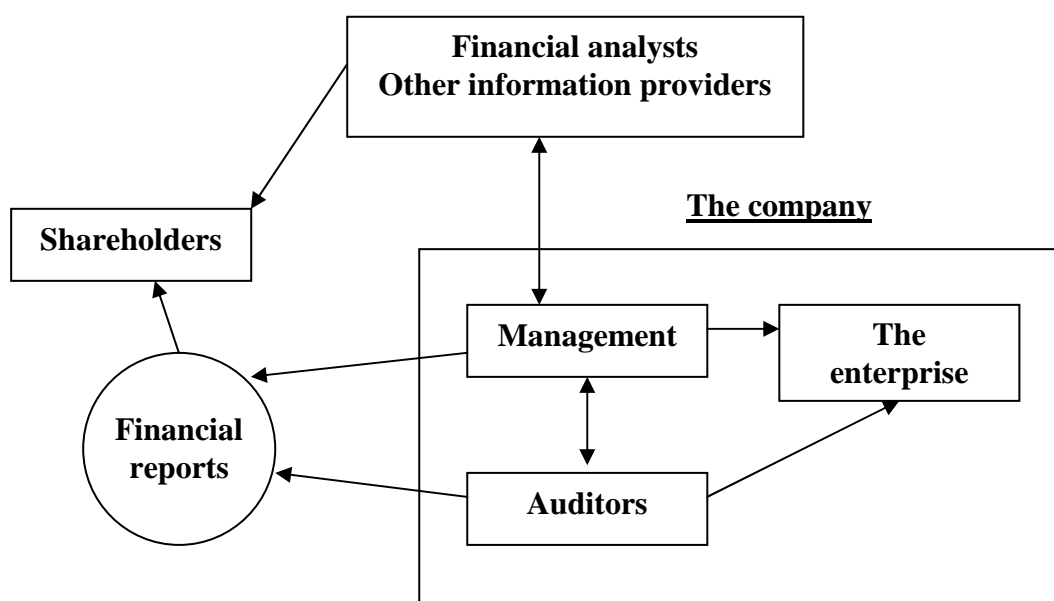 Financial analysts
Other information providers
The company
Shareholders
Management
The
enterprise
Financial
reports
Auditors